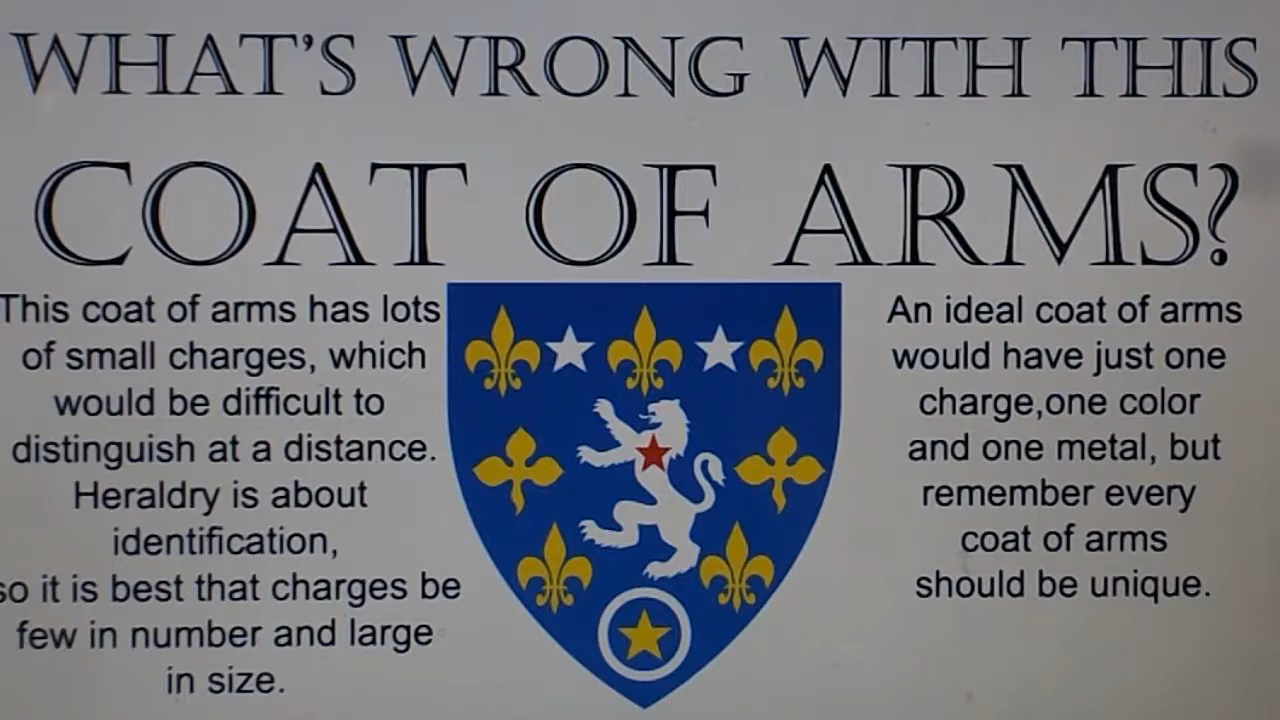 WHAT'S WRONG WITH THIS
COAT OF ARMS?
This coat of arms has lots
of small charges, which
would be difficult to
distinguish at a distance.
Heraldry is about
identification,
so it is best that charges be
few in number and large
in size.
An ideal coat of arms
would have just one
charge,one color
and one metal, but
remember every
coat of arms
should be unique.